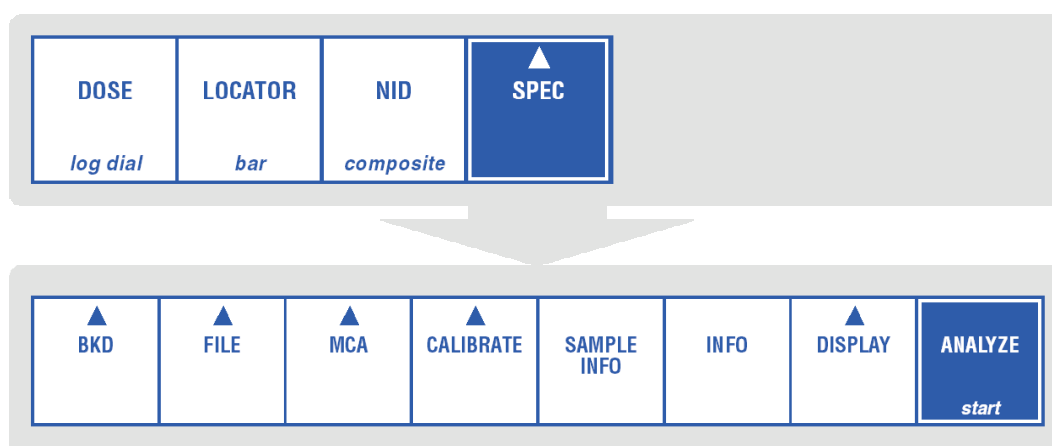 DOSE LOCATOR NID SPEC
log dial bar composite
BKD FILE MCA CALIBRATE SAMPLE INFO DISPLAY ANALYZE
INFO
start